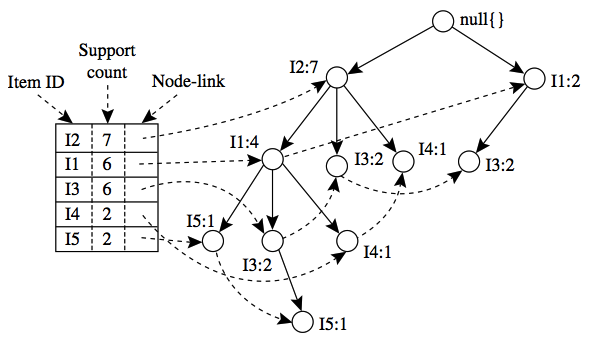 null{}
Support
count
Item ID
Node-link
I2:7
I1:2
I2 7
I1 6
I3 6
I4 2
I5 2
I1:4
I3:2
I4:1
I3:2
I5:1
I3:2
I4:1
I5:1